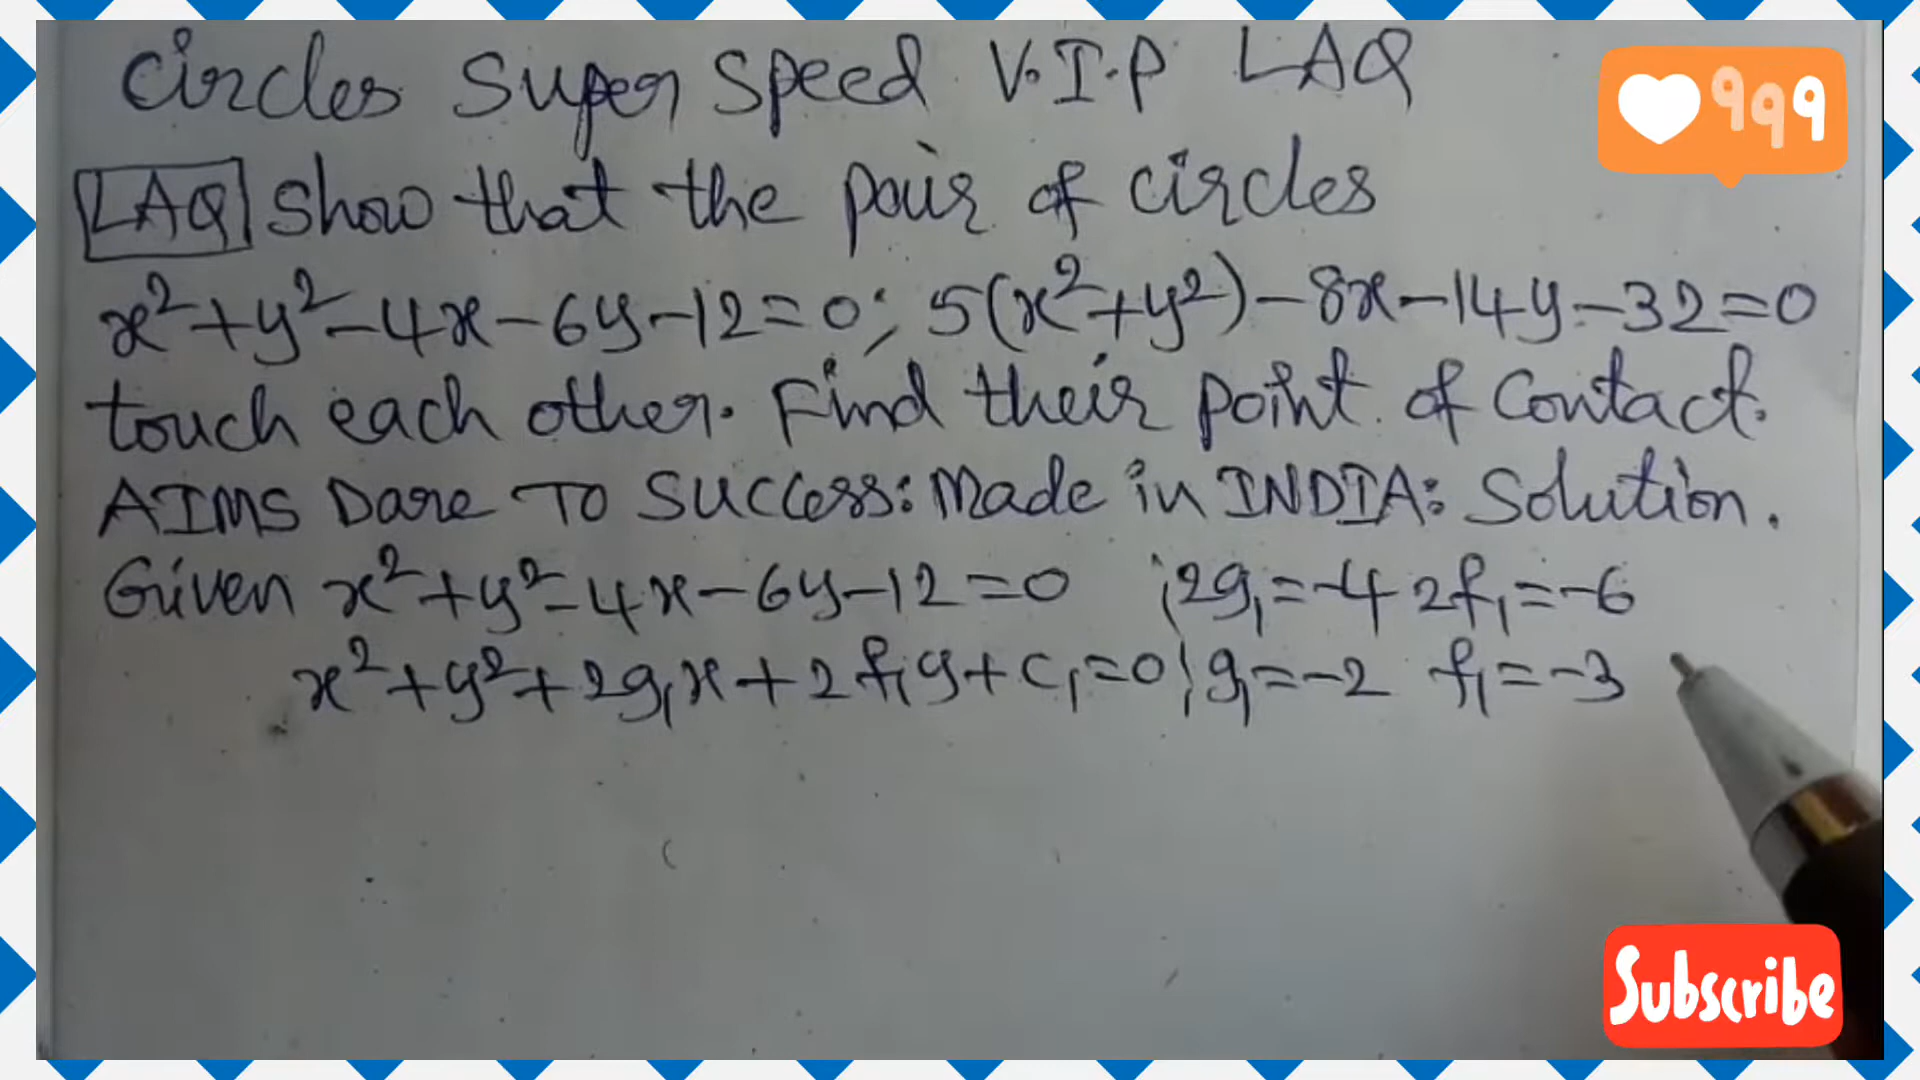 Circles Super Speed V.I.P LAQ
999
LAQ Show that the pair of circles
x²+y²-4x-6y-12=0; 5(x²+y²)-8x-14y-32=0
touch each other. Find their point of Contact.
AIMS Dare To Success: Made in INDIA: Solution.
Given x²+y²-4x-6y-12=0 ; 2g₁=-4 2f₁=-6
x²+y²+2g₁x+2f₁y+c₁=0 ; g₁=-2 f₁=-3
Subscribe